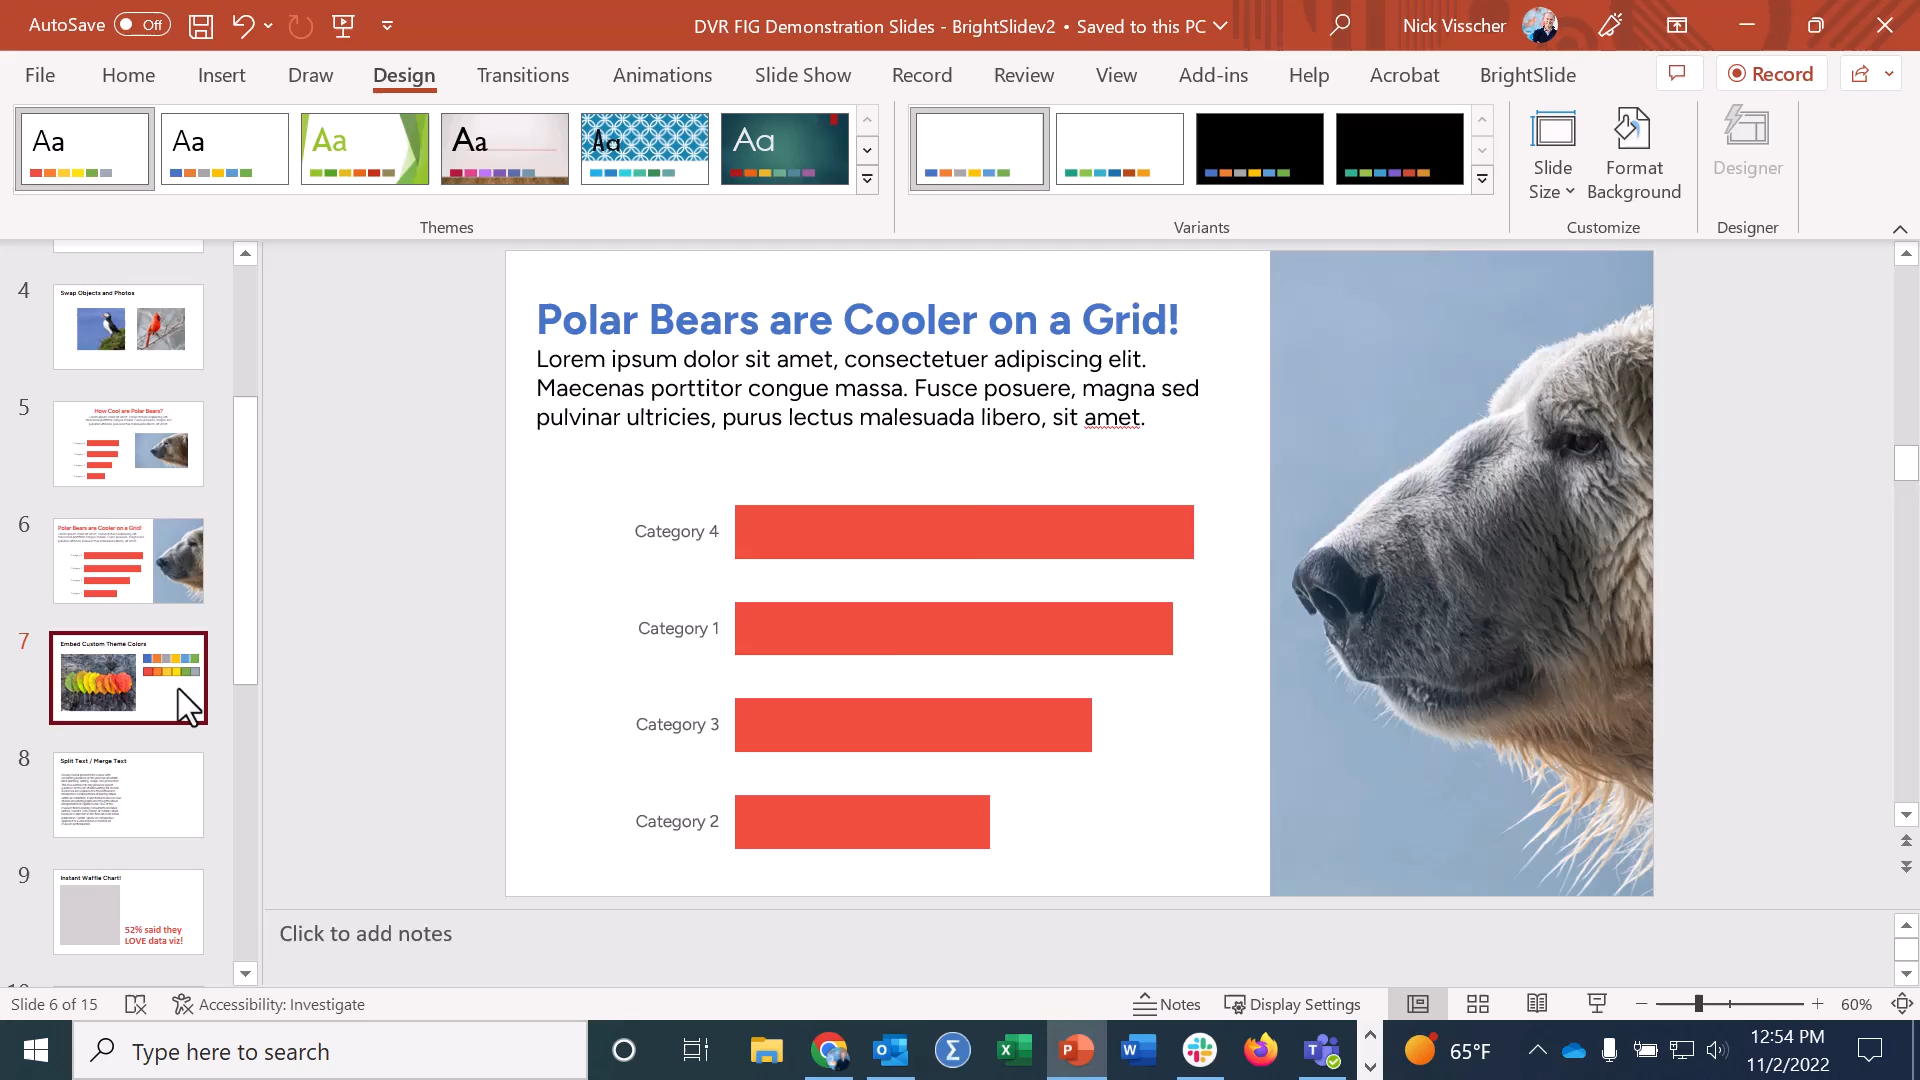 AutoSave Off
DVR FIG Demonstration Slides - BrightSlidev2 • Saved to this PC
Nick Visscher
File Home Insert Draw Design Transitions Animations Slide Show Record Review View Add-ins Help Acrobat BrightSlide
Record
Aa Aa Aa Aa Aa Aa
Slide Size
Format Background
Designer
Themes
Variants
Customize
Designer
4
Swap Objects and Photos
5
How Cool are Polar Bears?
6
Polar Bears are Cooler on a Grid!
7
Embed Custom Theme Colors
8
Split Text / Merge Text
9
Instant Waffle Chart!
52% said they
LOVE data viz!
Polar Bears are Cooler on a Grid!
Lorem ipsum dolor sit amet, consectetuer adipiscing elit.
Maecenas porttitor congue massa. Fusce posuere, magna sed
pulvinar ultricies, purus lectus malesuada libero, sit amet.
Category 4
Category 1
Category 3
Category 2
Click to add notes
Slide 6 of 15
Accessibility: Investigate
Notes
Display Settings
60%
Type here to search
65°F
12:54 PM
11/2/2022